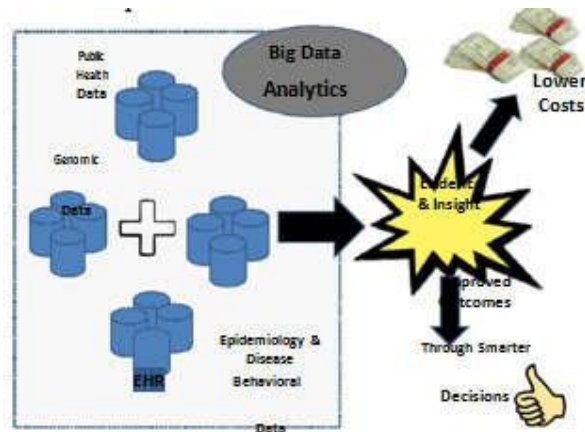 Public
Health
Data
Big Data
Analytics
Lower
Costs
Genomic
Data
& Insight
Outcomes
Through Smarter
Decisions
Epidemiology &
Disease
EHR
Behavioral
Data